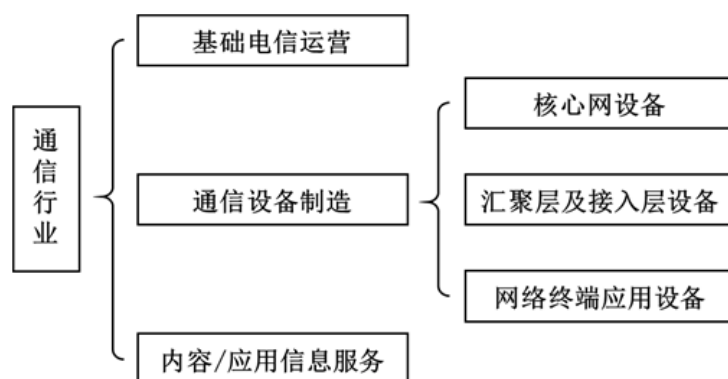 通信行业
基础电信运营
通信设备制造
内容/应用信息服务
核心网设备
汇聚层及接入层设备
网络终端应用设备